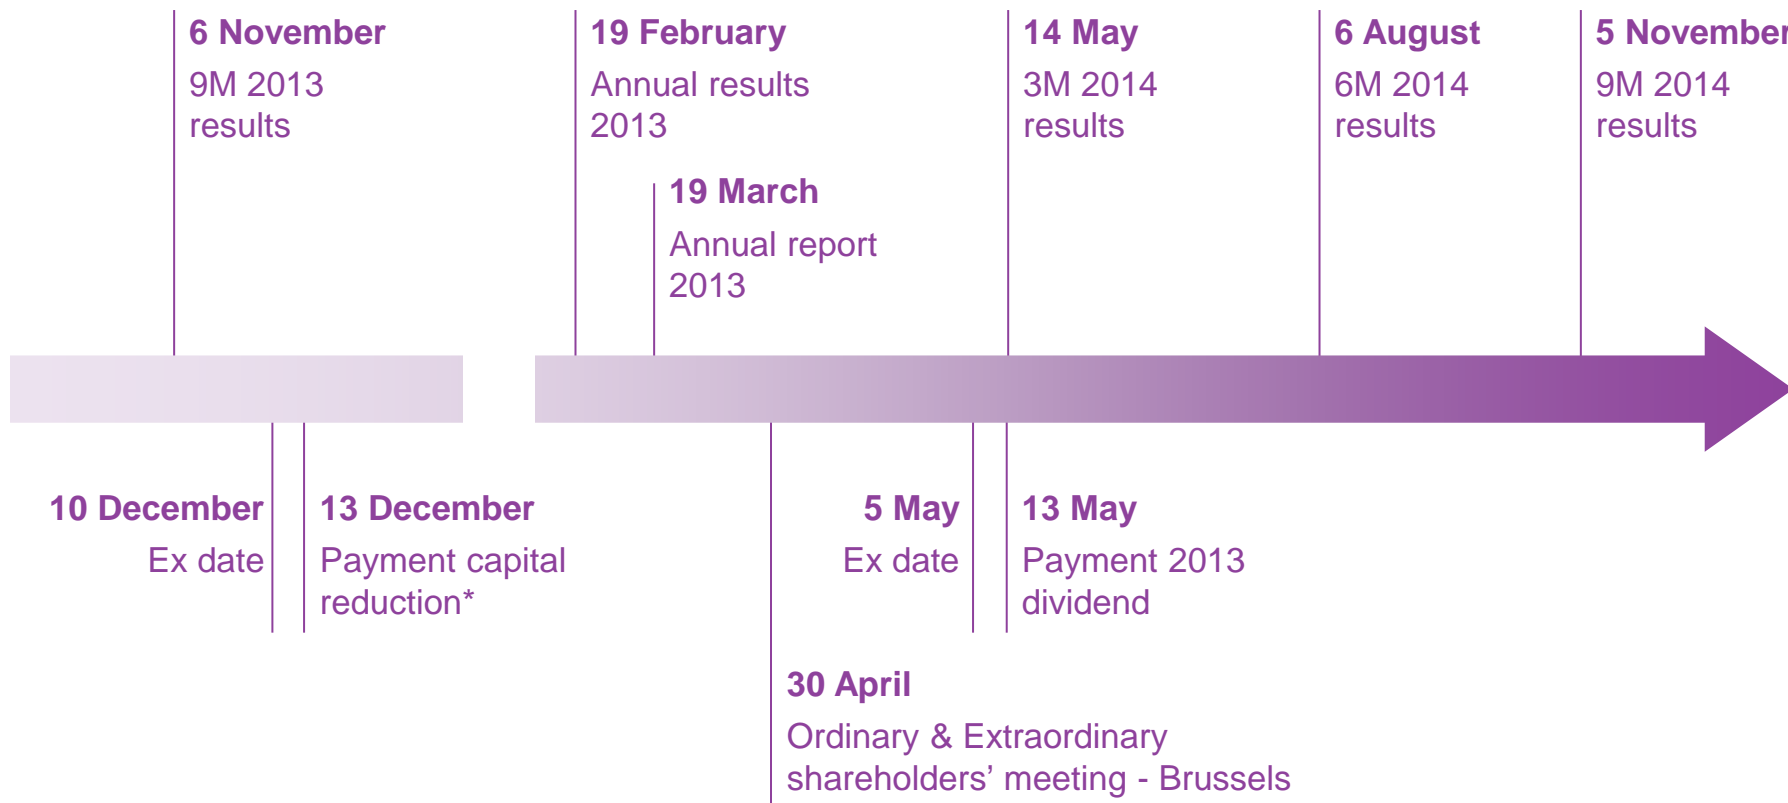 6 November
9M 2013
results
19 February
Annual results
2013
19 March
Annual report
2013
14 May
3M 2014
results
6 August
6M 2014
results
5 November
9M 2014
results
10 December
Ex date
13 December
Payment capital
reduction*
5 May
Ex date
13 May
Payment 2013
dividend
30 April
Ordinary & Extraordinary
shareholders’ meeting - Brussels